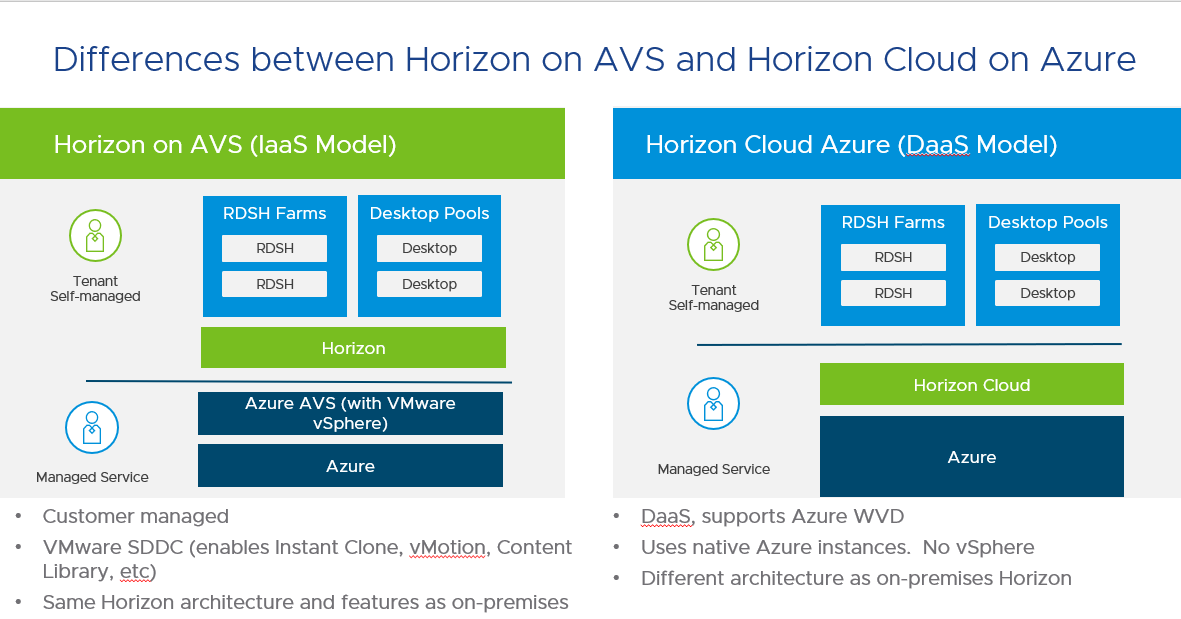 Differences between Horizon on AVS and Horizon Cloud on Azure
Horizon on AVS (IaaS Model)
RDSH Farms
Desktop Pools
RDSH
Desktop
RDSH
Desktop
Tenant
Self-managed
Horizon
Azure AVS (with VMware
vSphere)
Azure
Managed Service
• Customer managed
• VMware SDDC (enables Instant Clone, vMotion, Content
Library, etc)
• Same Horizon architecture and features as on-premises
Horizon Cloud Azure (DaaS Model)
RDSH Farms
Desktop Pools
RDSH
Desktop
RDSH
Desktop
Tenant
Self-managed
Horizon Cloud
Azure
Managed Service
• DaaS, supports Azure WVD
• Uses native Azure instances.  No vSphere
• Different architecture as on-premises Horizon